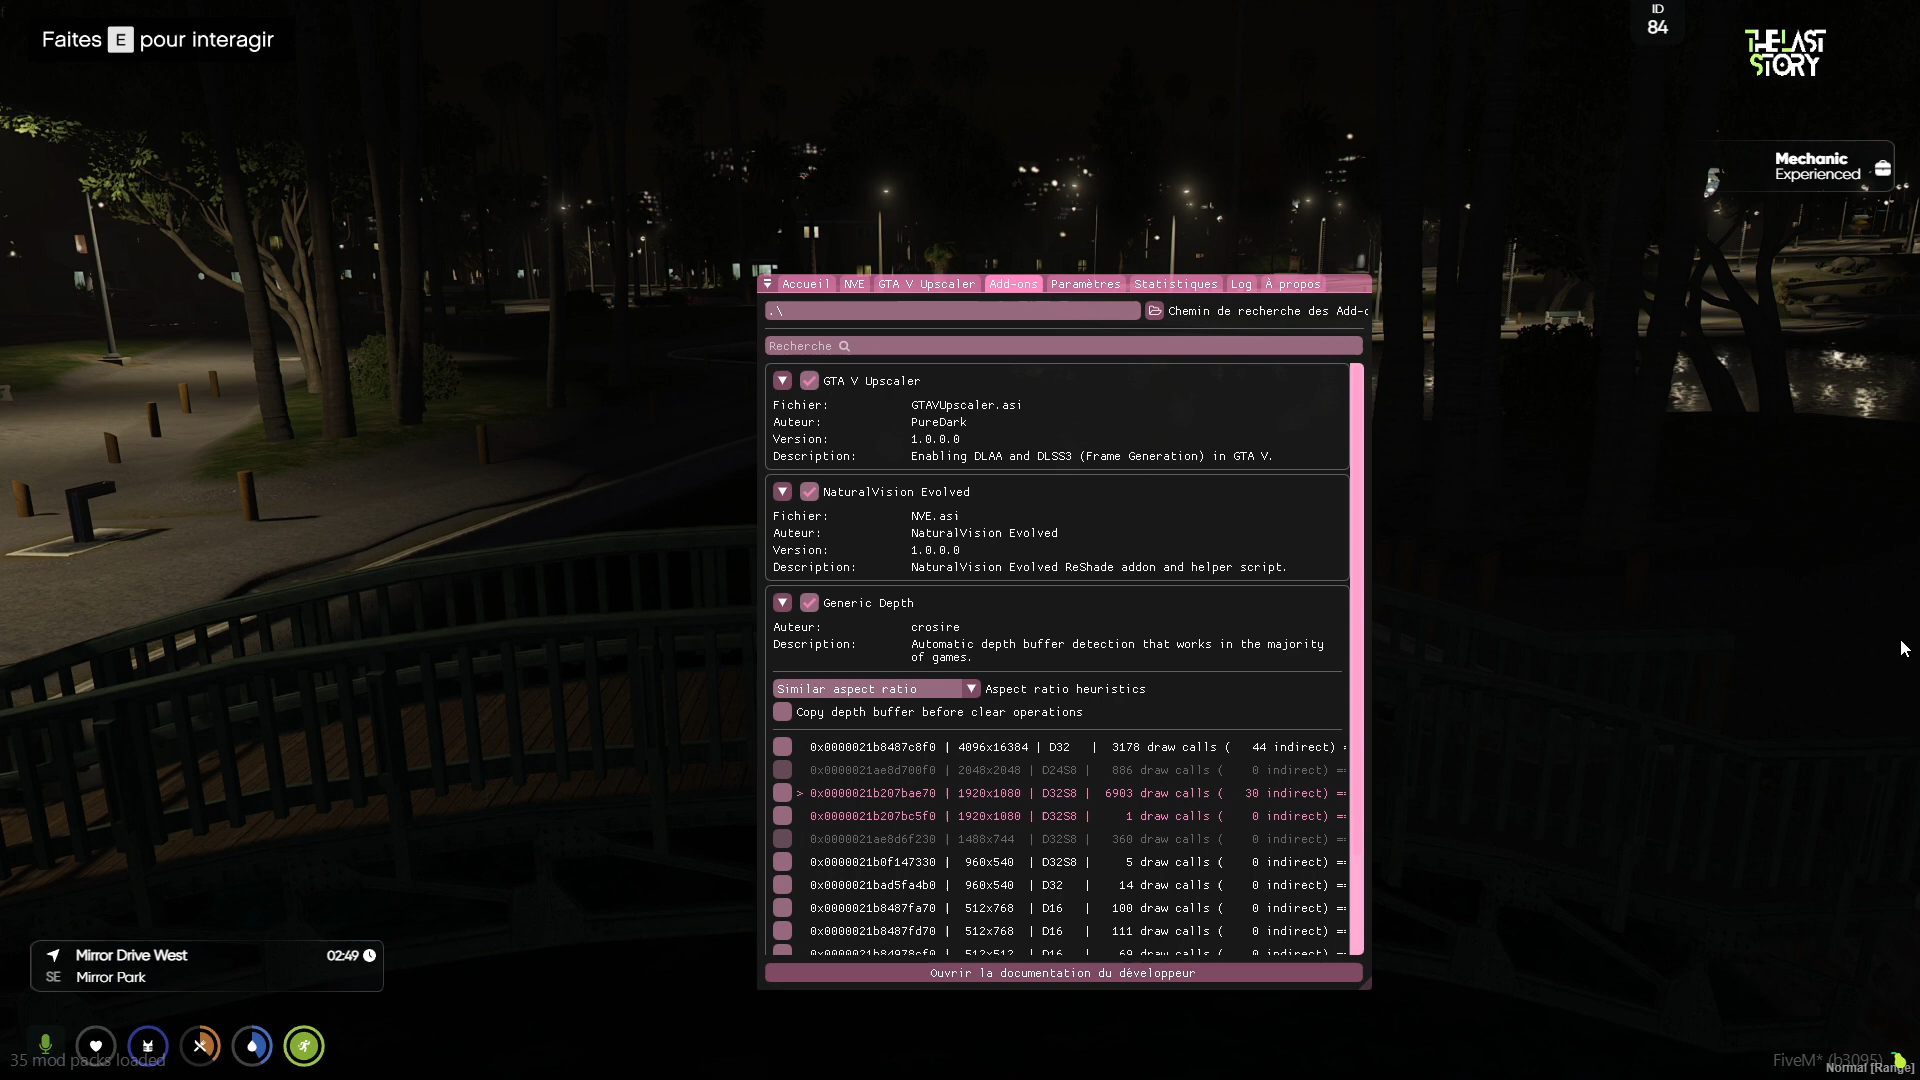 Faites E pour interagir
ID
84
THE LAST
STORY
Mechanic
Experienced
Accueil NVE GTA V Upscaler Add-ons Paramètres Statistiques Log À propos
.\ Chemin de recherche des Add-
Recherche
GTA V Upscaler
Fichier: GTAVUpscaler.asi
Auteur: PureDark
Version: 1.0.0.0
Description: Enabling DLAA and DLSS3 (Frame Generation) in GTA V.
NaturalVision Evolved
Fichier: NVE.asi
Auteur: NaturalVision Evolved
Version: 1.0.0.0
Description: NaturalVision Evolved ReShade addon and helper script.
Generic Depth
Auteur: crosire
Description: Automatic depth buffer detection that works in the majority
of games.
Similar aspect ratio Aspect ratio heuristics
Copy depth buffer before clear operations
0x0000021b8487c8f0 | 4096x16384 | D32 | 3178 draw calls ( 44 indirect) =
0x0000021ae8d700f0 | 2048x2048 | D24S8 | 886 draw calls ( 0 indirect) =
> 0x0000021b207bae70 | 1920x1080 | D32S8 | 6903 draw calls ( 30 indirect) =
0x0000021b207bc5f0 | 1920x1080 | D32S8 | 1 draw calls ( 0 indirect) =
0x0000021ae8d6f230 | 1488x744 | D32S8 | 360 draw calls ( 0 indirect) =
0x0000021b0f147330 | 960x540 | D32S8 | 5 draw calls ( 0 indirect) =
0x0000021bad5fa4b0 | 960x540 | D32 | 14 draw calls ( 0 indirect) =
0x0000021b8487fa70 | 512x768 | D16 | 100 draw calls ( 0 indirect) =
0x0000021b8487fd70 | 512x768 | D16 | 111 draw calls ( 0 indirect) =
0x0000021b84978cf0 | 512x512 | D16 | 69 draw calls ( 0 indirect) =
Ouvrir la documentation du développeur
Mirror Drive West 02:49
SE Mirror Park
35 mod packs loaded
FiveM* (b3095)
Normal [Range]